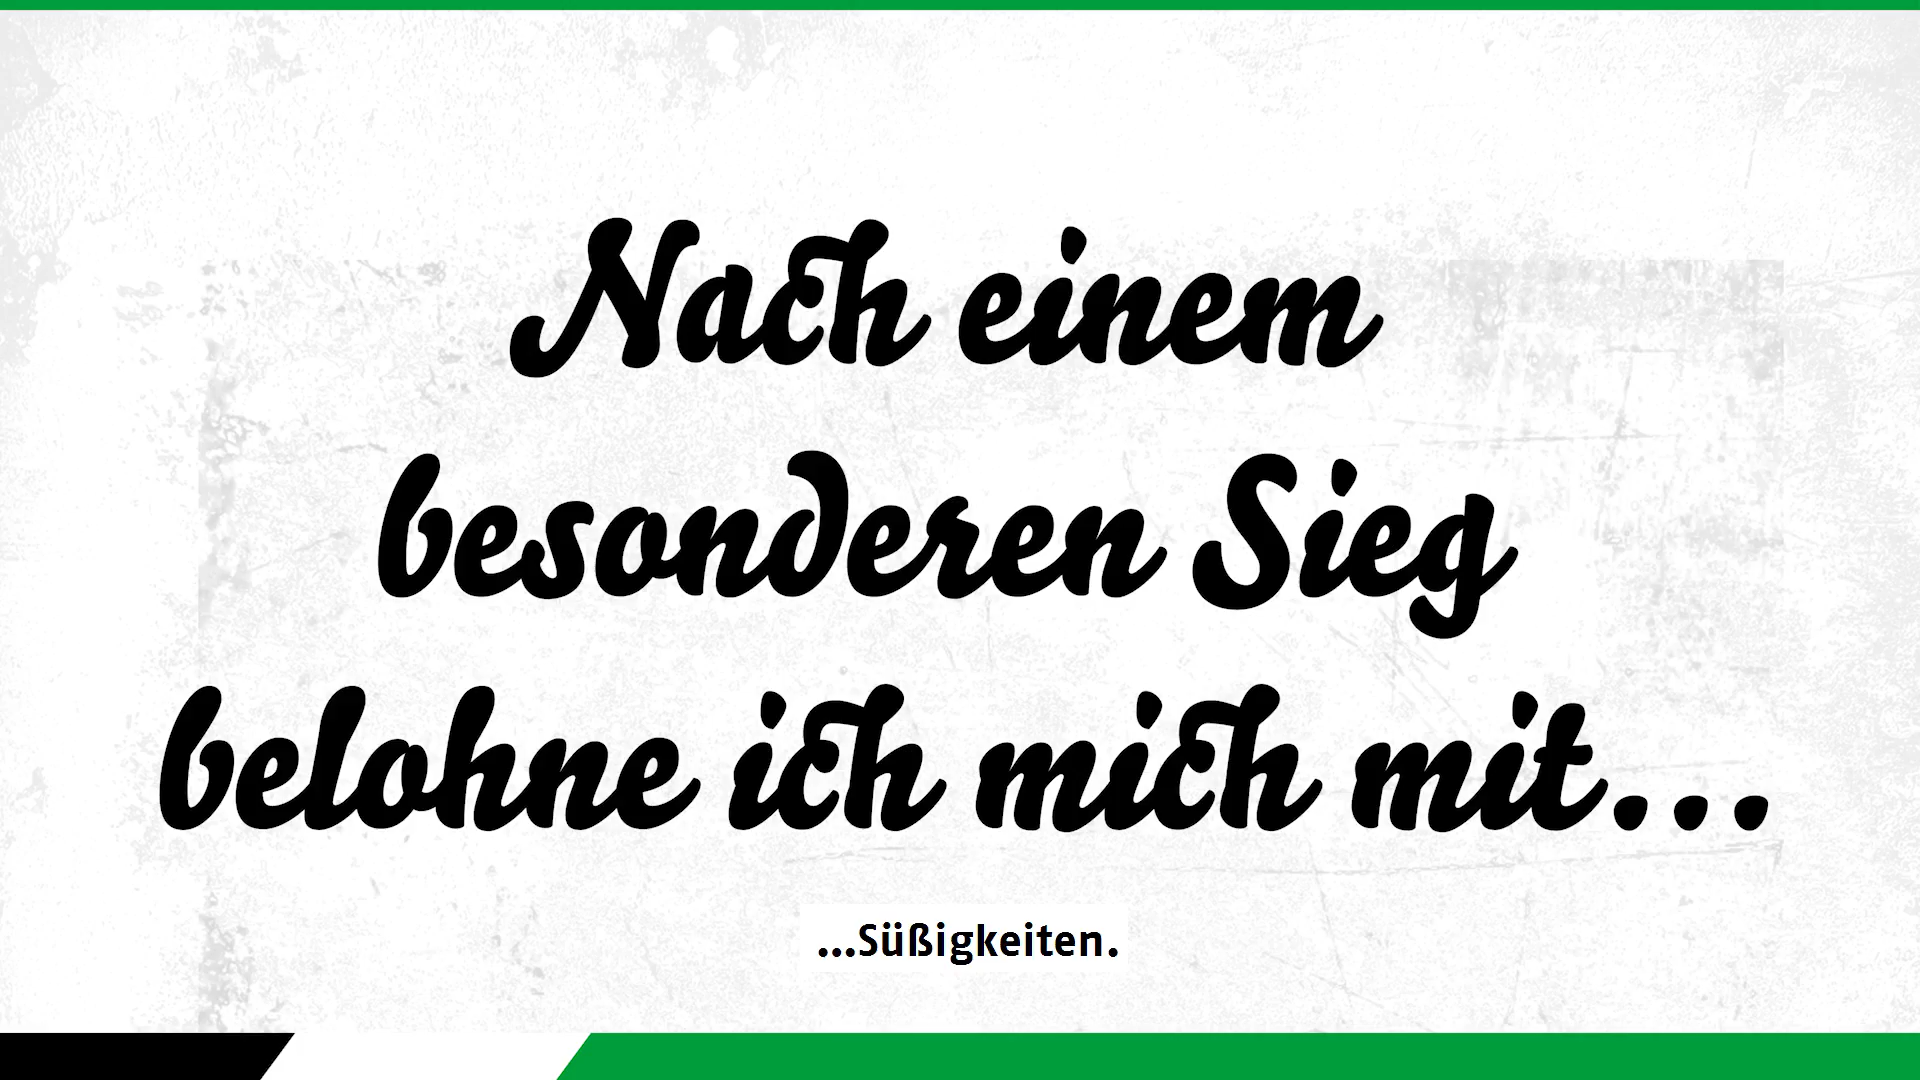 Nach einem
besonderen Sieg
belohne ich mich mit...
...Süßigkeiten.